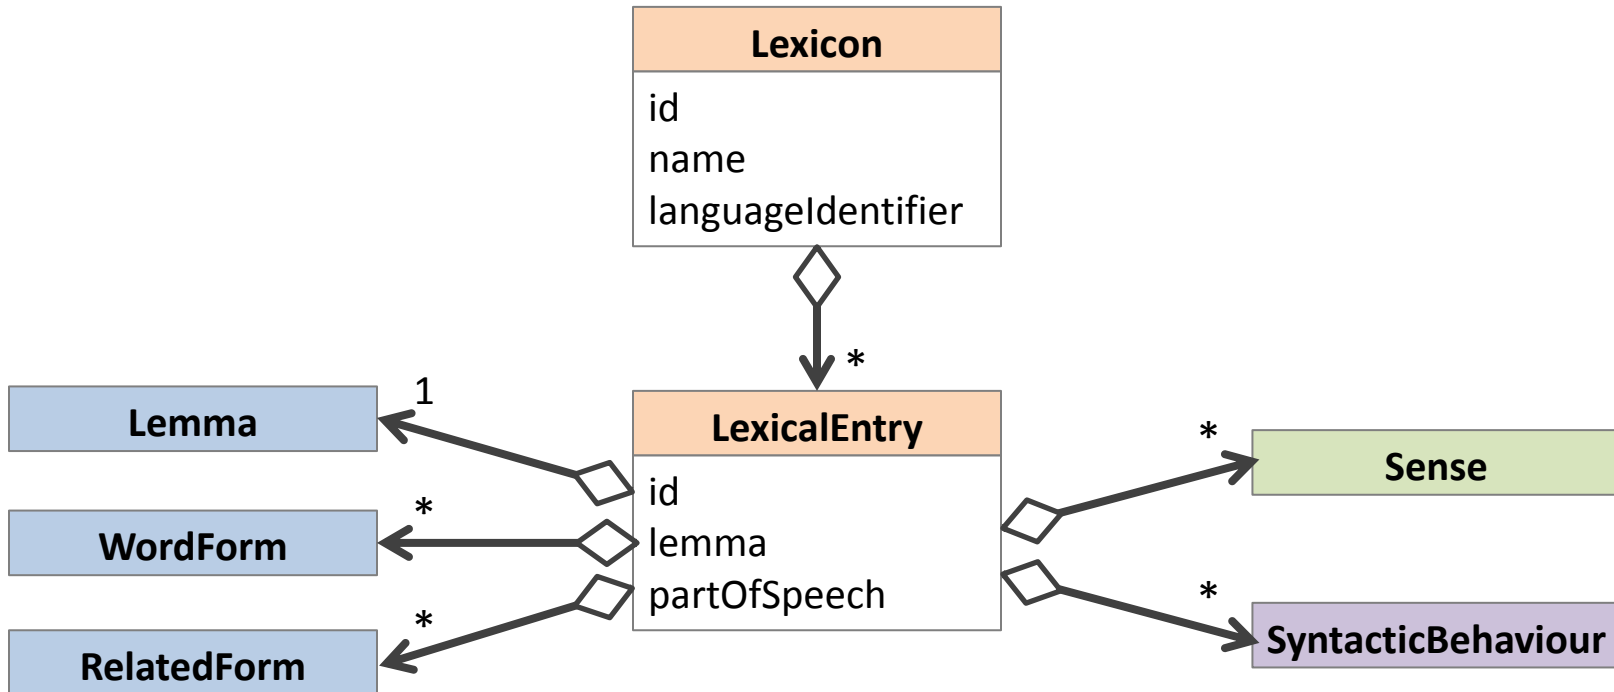 Lexicon
id
name
languageIdentifier
*
1
Lemma
LexicalEntry
*
Sense
id
*
WordForm
lemma
partOfSpeech
*
*
RelatedForm
SyntacticBehaviour